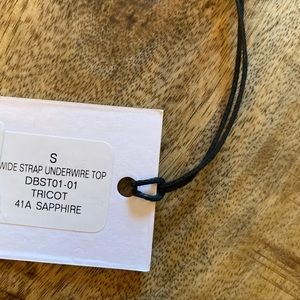 S
WIDE STRAP UNDERWIRE TOP
DBST01-01
TRICOT
41A SAPPHIRE